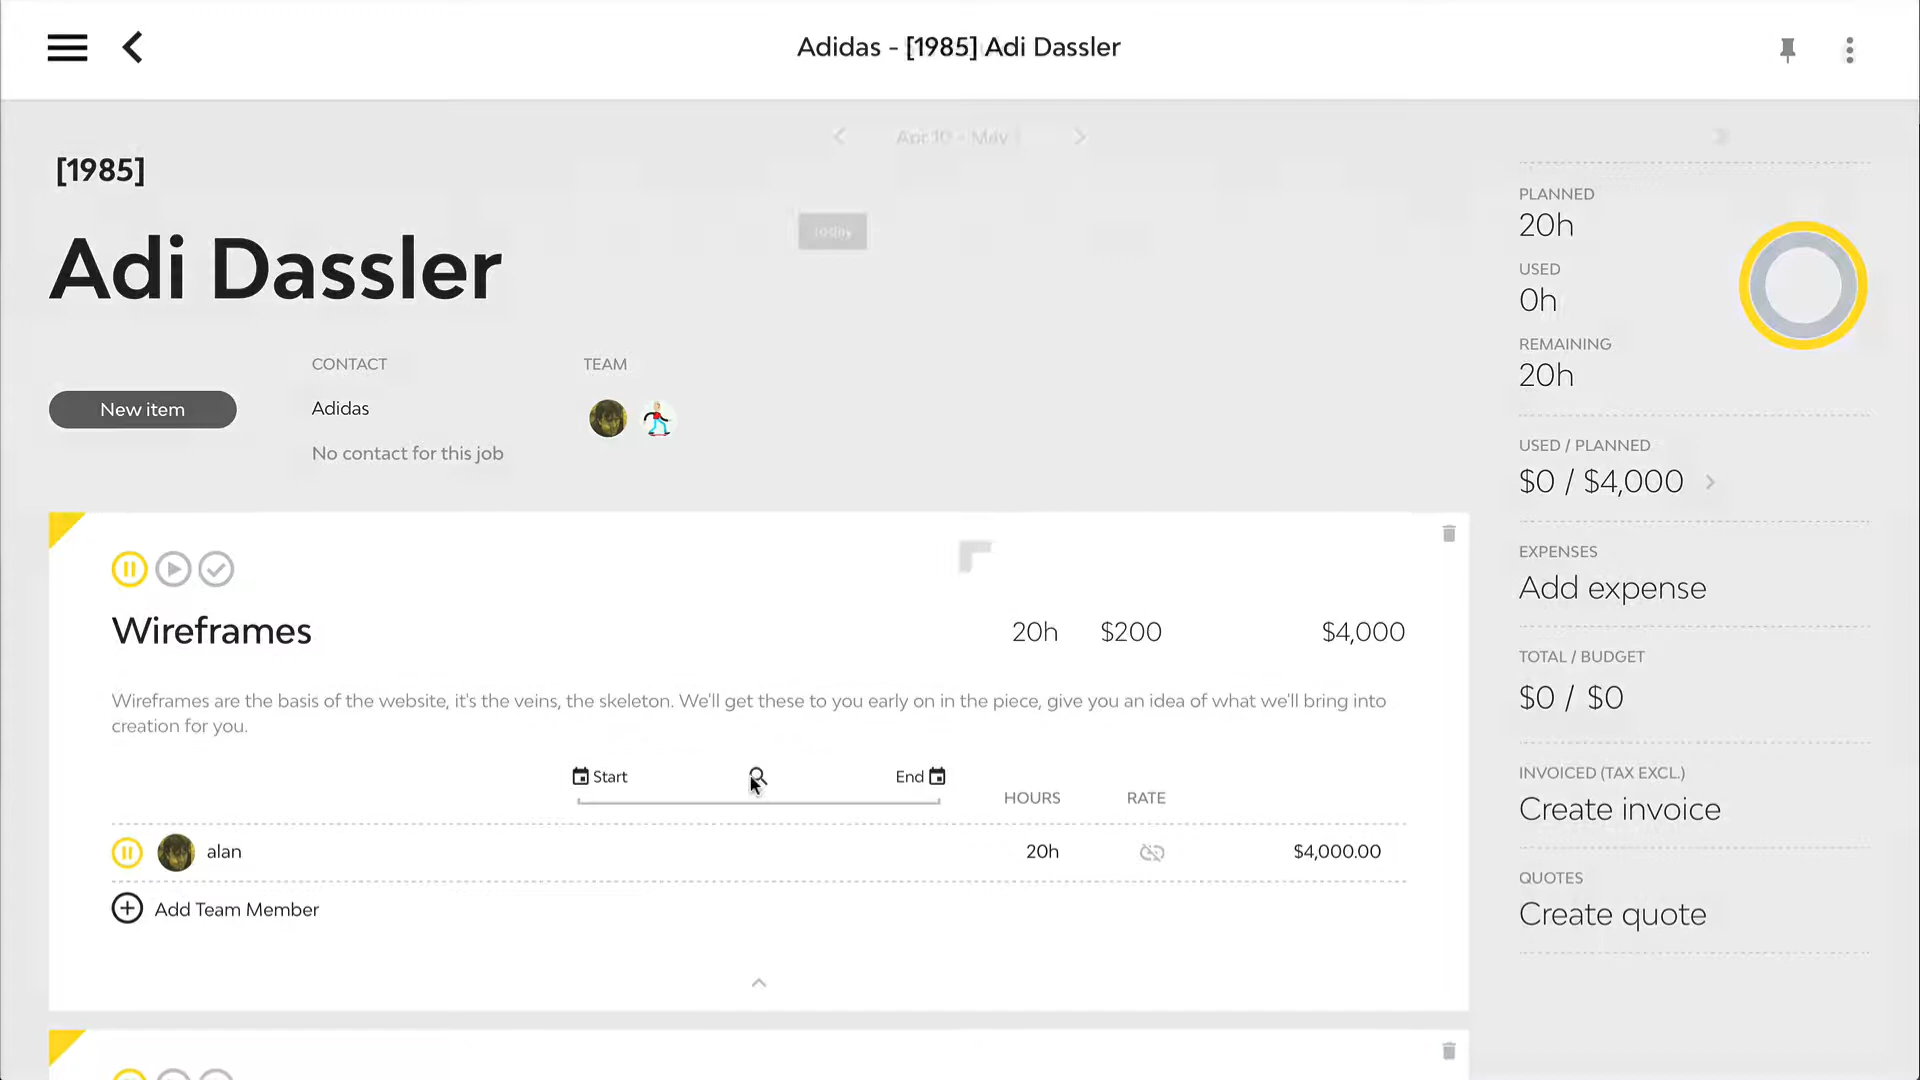 Adidas - [1985] Adi Dassler
Apr 10 - May
Today
[1985]
Adi Dassler
New item
CONTACT
Adidas
No contact for this job
TEAM
Wireframes
20h
$200
$4,000
Wireframes are the basis of the website, it's the veins, the skeleton. We'll get these to you early on in the piece, give you an idea of what we'll bring into
creation for you.
Start
End
HOURS
RATE
alan
20h
$4,000.00
Add Team Member
PLANNED
20h
USED
0h
REMAINING
20h
USED / PLANNED
$0 / $4,000
EXPENSES
Add expense
TOTAL / BUDGET
$0 / $0
INVOICED (TAX EXCL.)
Create invoice
QUOTES
Create quote